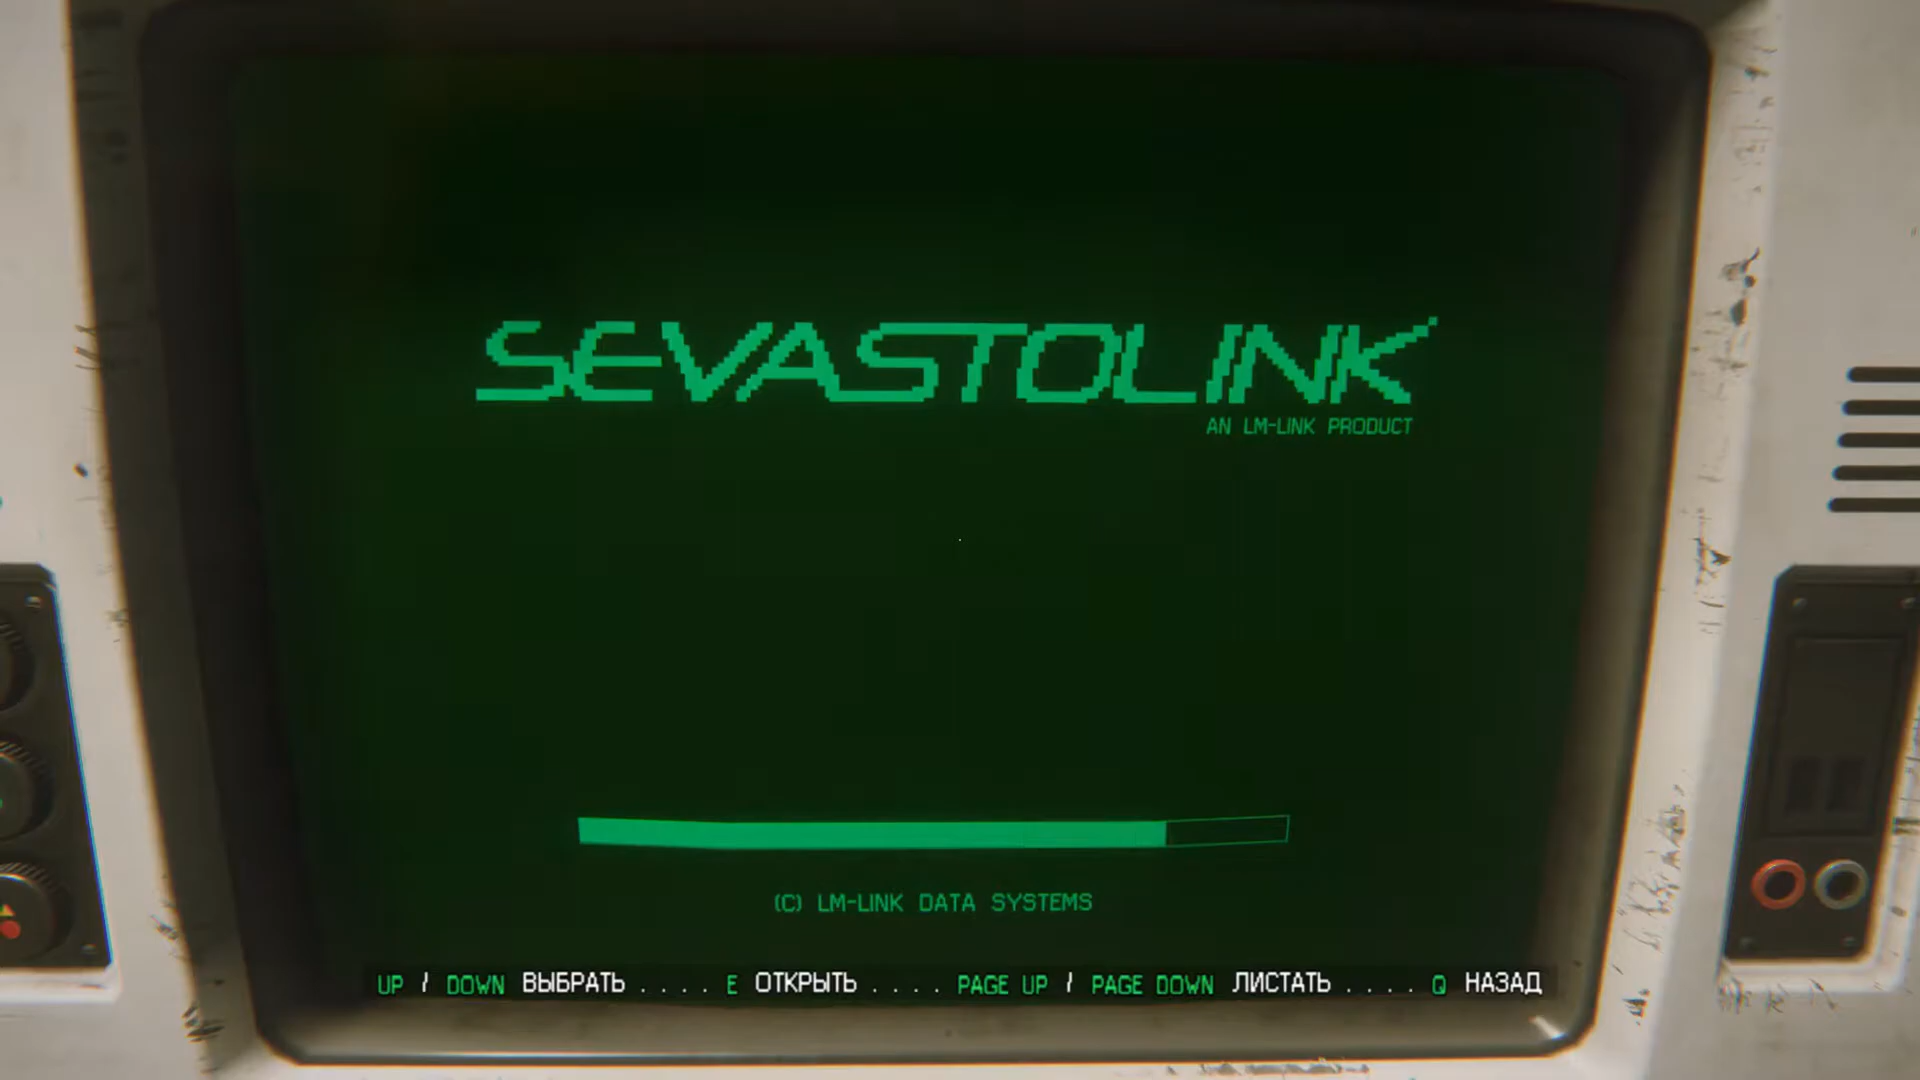 SEVASTOLINK
AN LM-LINK PRODUCT
(C) LM-LINK DATA SYSTEMS
UP / DOWN ВЫБРАТЬ .... E ОТКРЫТЬ .... PAGE UP / PAGE DOWN ЛИСТАТЬ .... Q НАЗАД